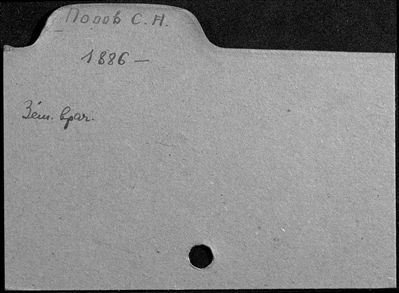 Попов С. Н.
1886 —
Зем. врач.